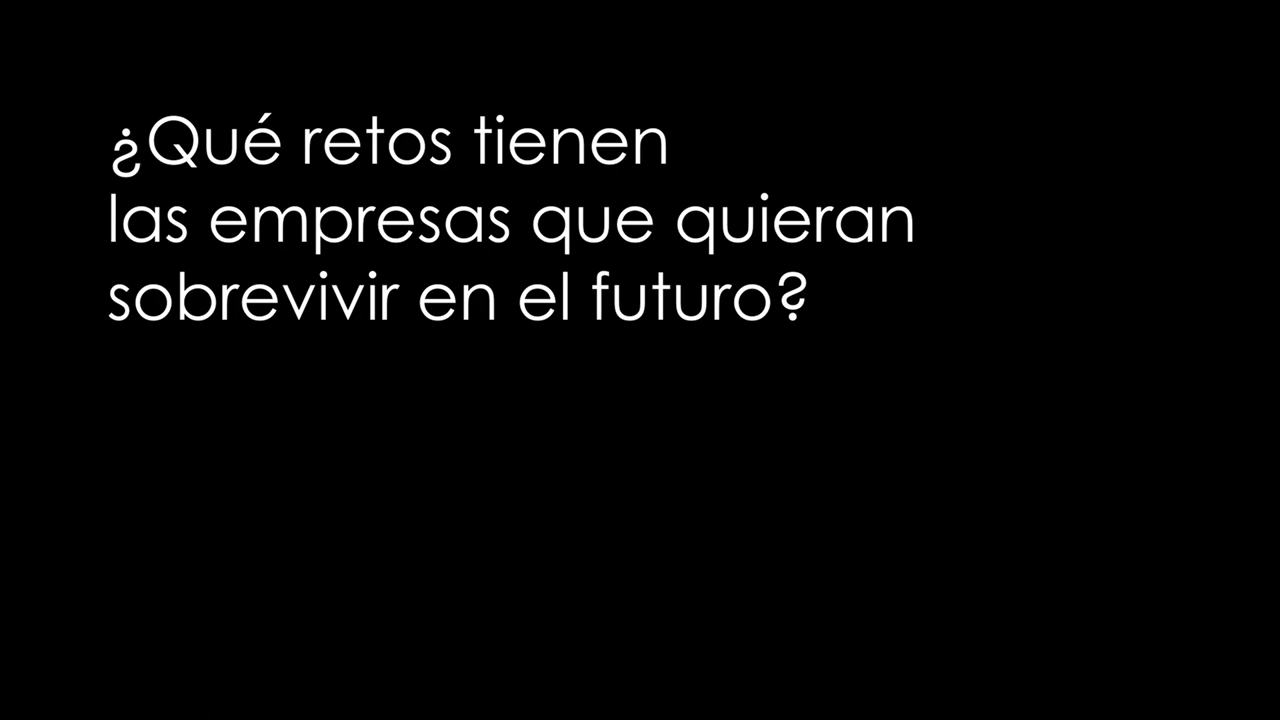 ¿Qué retos tienen
las empresas que quieran
sobrevivir en el futuro?